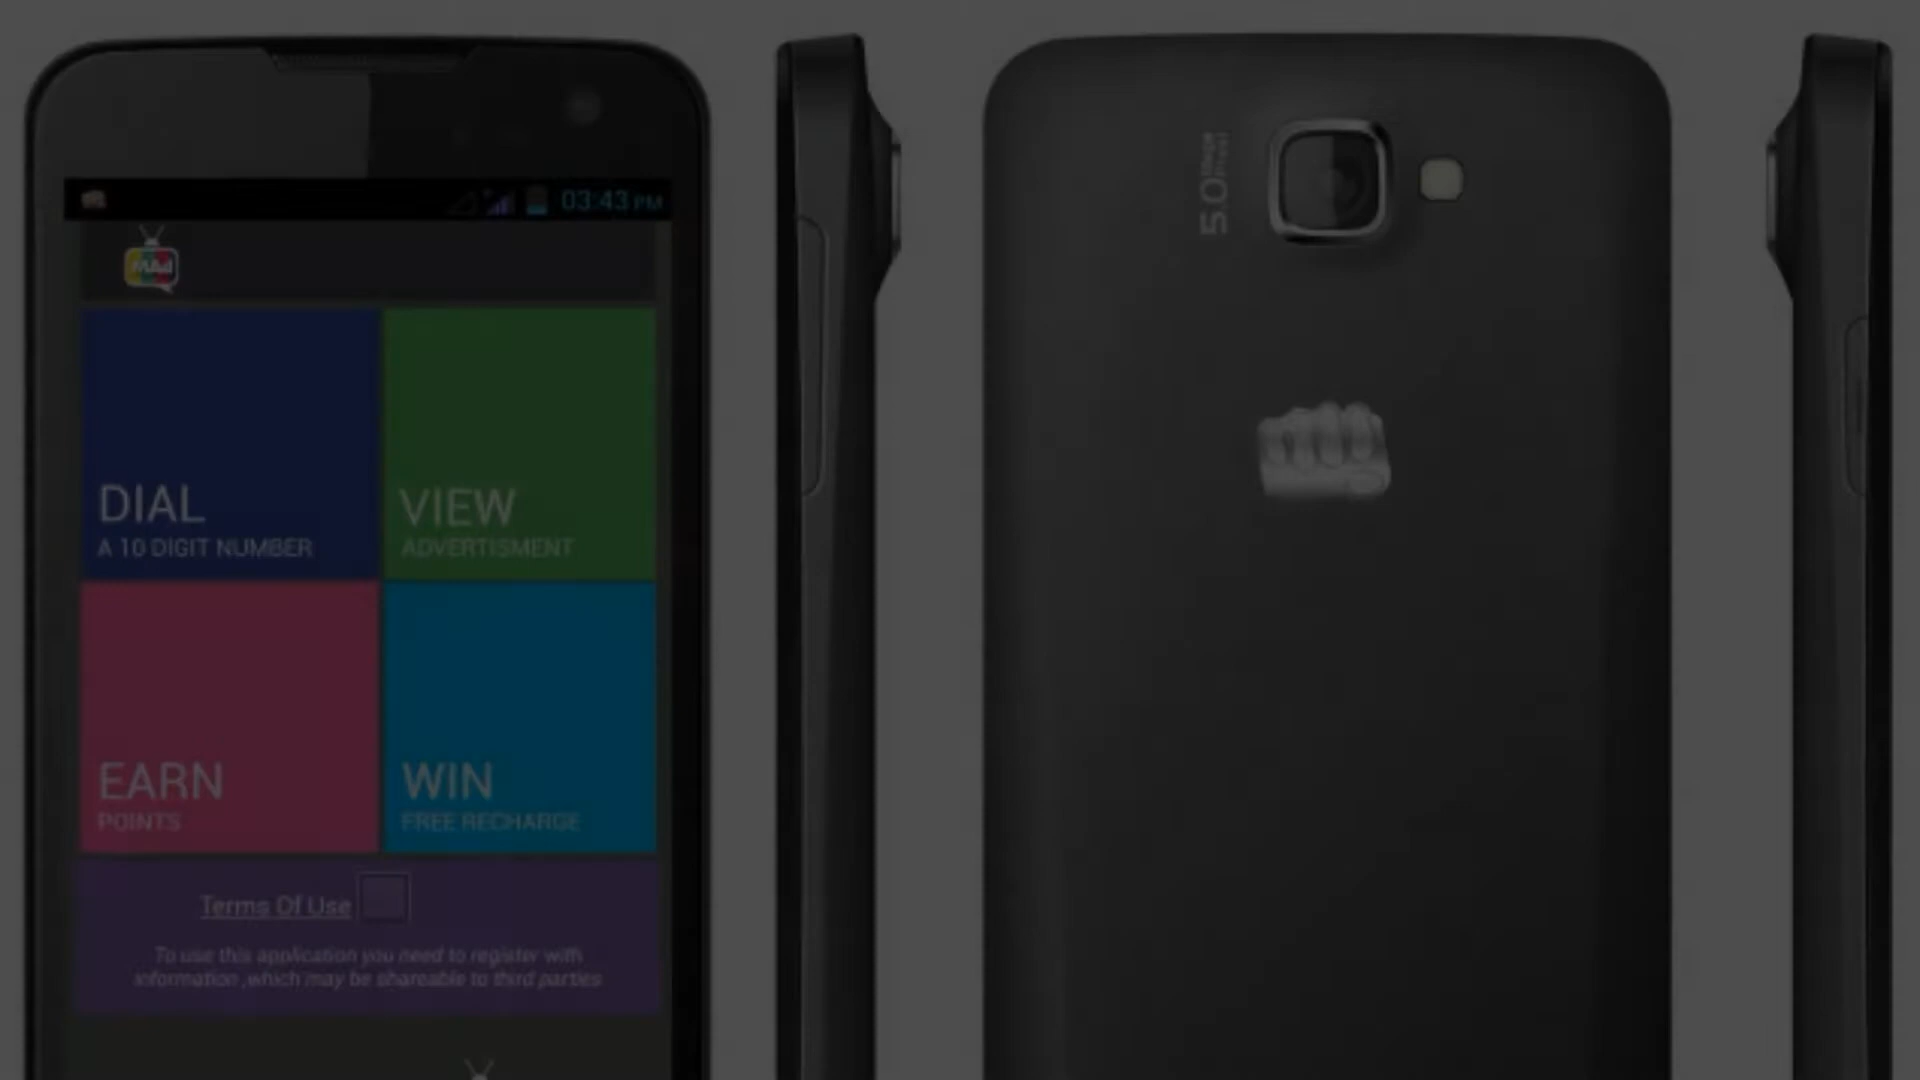 03:43 PM
MAd
DIAL
A 10 DIGIT NUMBER
VIEW
ADVERTISMENT
EARN
POINTS
WIN
FREE RECHARGE
Terms Of Use
To use this application you need to register with
information ,which may be shareable to third parties
5.0